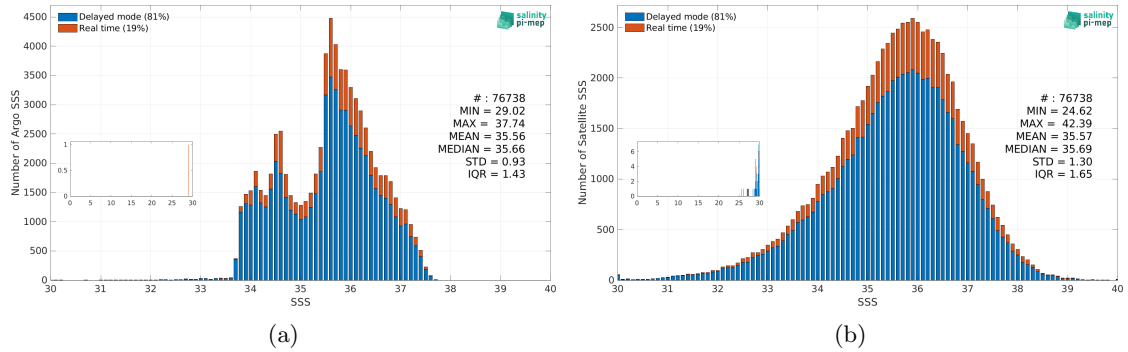 Delayed mode (81%)
Real time (19%)
salinity
pi-mep
Number of Argo SSS
4500
4000
3500
3000
2500
2000
1500
1000
500
0
# : 76738
MIN = 29.02
MAX = 37.74
MEAN = 35.56
MEDIAN = 35.66
STD = 0.93
IQR = 1.43
1
0.5
0
5 10 15 20 25 30
30 31 32 33 34 35 36 37 38 39 40
SSS
(a)
Delayed mode (81%)
Real time (19%)
salinity
pi-mep
Number of Satellite SSS
2500
2000
1500
1000
500
0
# : 76738
MIN = 24.62
MAX = 42.39
MEAN = 35.57
MEDIAN = 35.69
STD = 1.30
IQR = 1.65
6
4
2
0
0 5 10 15 20 25 30
30 31 32 33 34 35 36 37 38 39 40
SSS
(b)